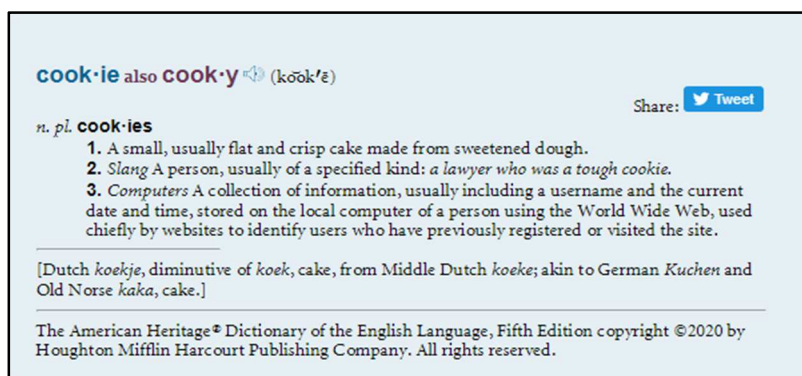 cook·ie also cook·y (ko͝ok′ē)
Share: Tweet
n. pl. cook·ies
1. A small, usually flat and crisp cake made from sweetened dough.
2. Slang A person, usually of a specified kind: a lawyer who was a tough cookie.
3. Computers A collection of information, usually including a username and the current
date and time, stored on the local computer of a person using the World Wide Web, used
chiefly by websites to identify users who have previously registered or visited the site.
[Dutch koekje, diminutive of koek, cake, from Middle Dutch koeke; akin to German Kuchen and
Old Norse kaka, cake.]
The American Heritage® Dictionary of the English Language, Fifth Edition copyright ©2020 by
Houghton Mifflin Harcourt Publishing Company. All rights reserved.